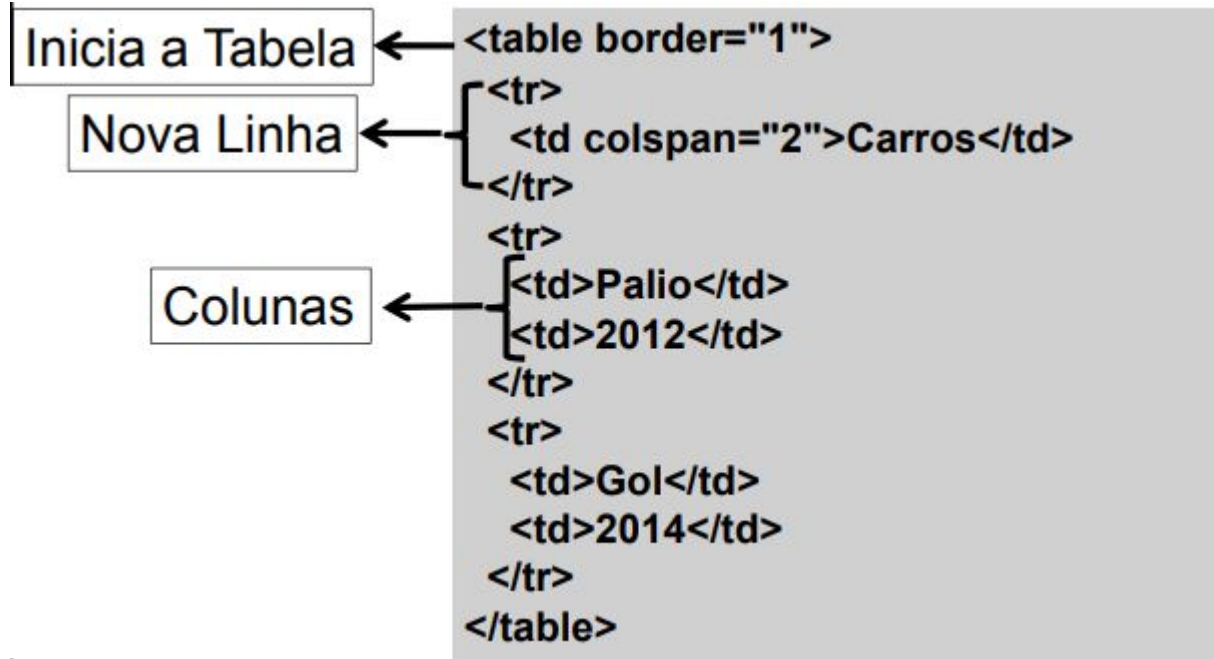 Inicia a Tabela
<table border="1">
<tr>
Nova Linha
<td colspan="2">Carros</td>
</tr>
<tr>
<td>Palio</td>
Colunas
<td>2012</td>
</tr>
<tr>
<td>Gol</td>
<td>2014</td>
</tr>
</table>